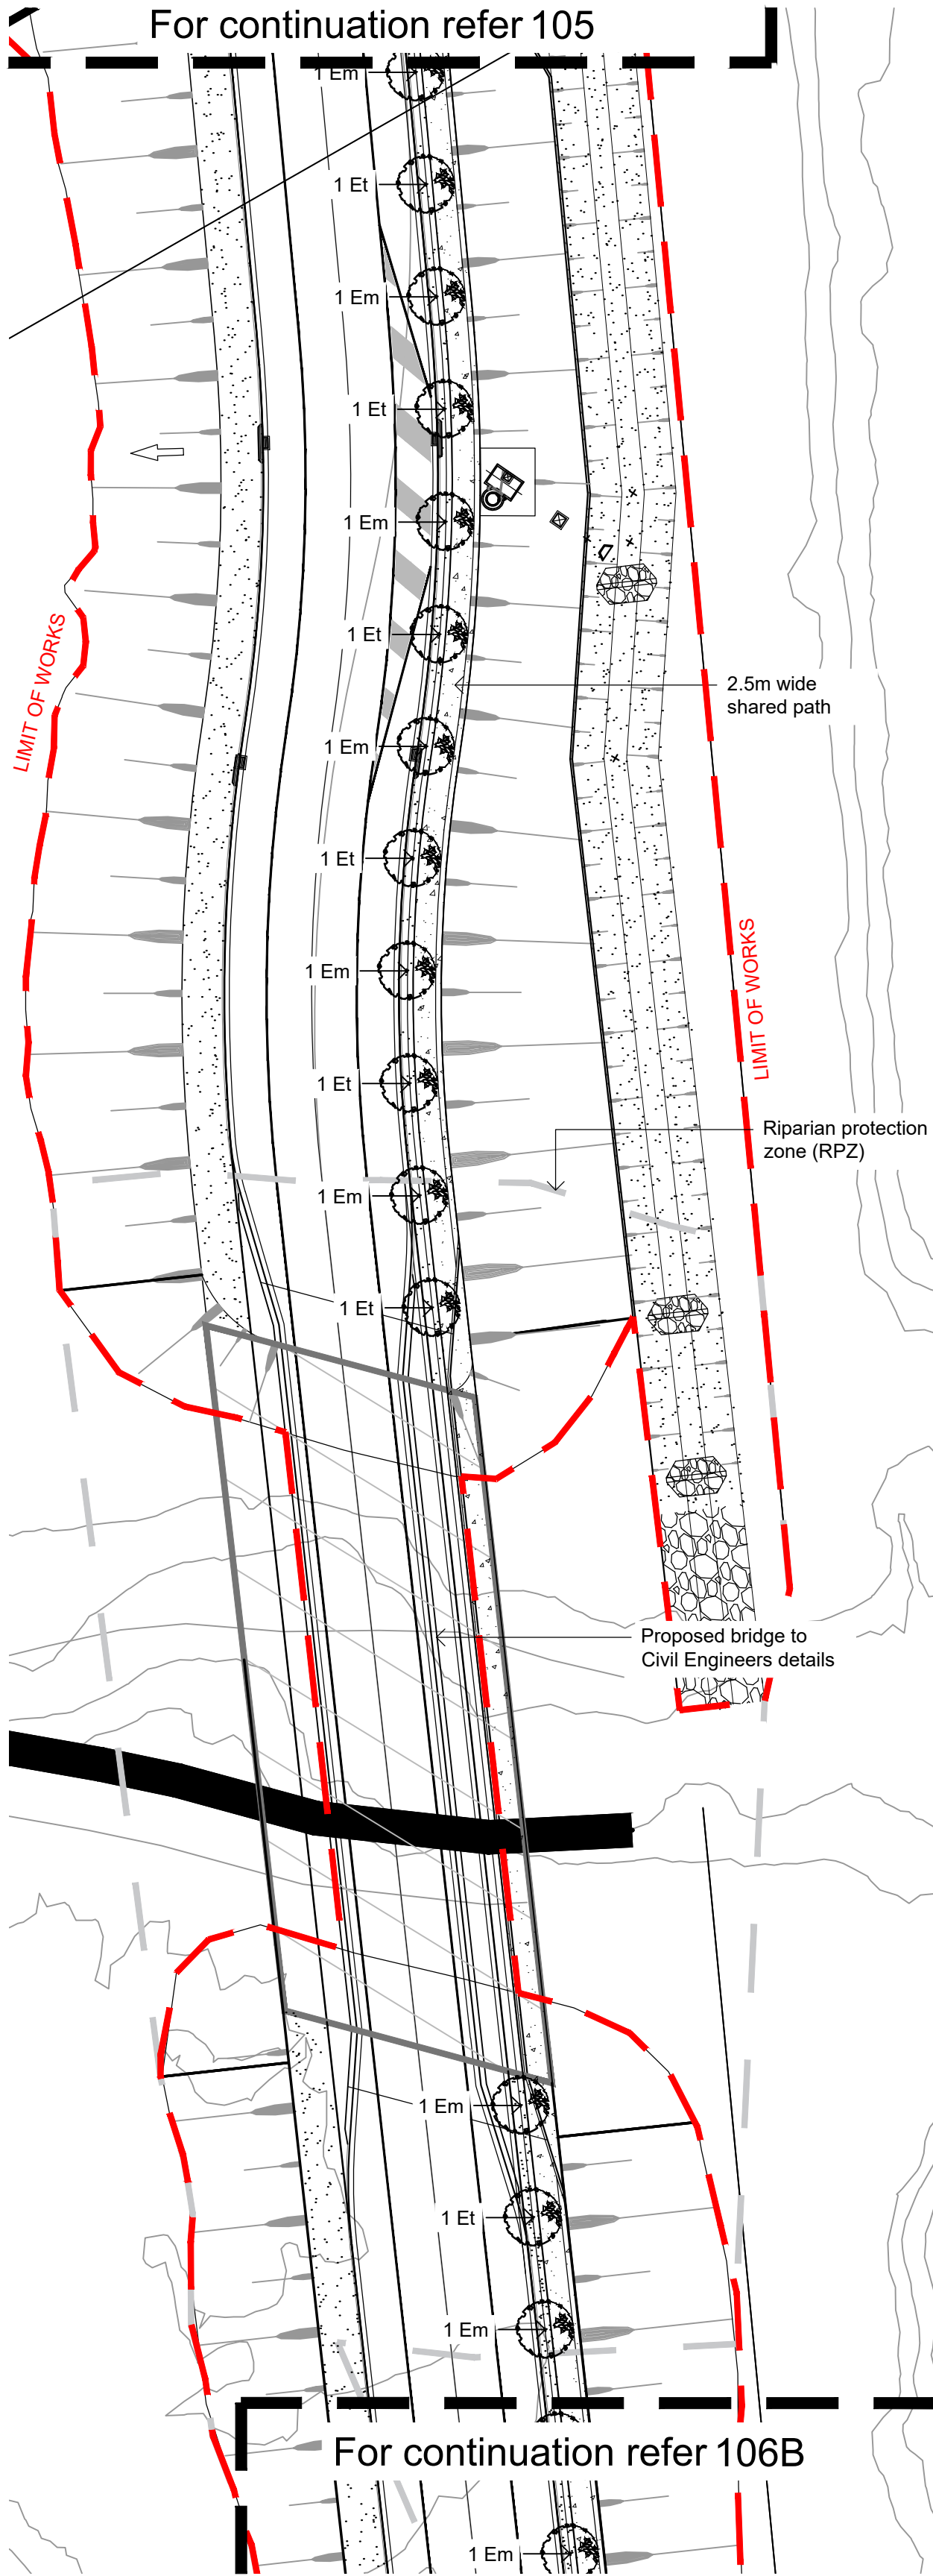 For continuation refer 105
1 Em
1 Et
1 Em
1 Et
1 Em
1 Et
LIMIT OF WORKS
2.5m wide
shared path
1 Em
1 Et
1 Em
LIMIT OF WORKS
1 Et
Riparian protection
zone (RPZ)
1 Em
1 Et
Proposed bridge to
Civil Engineers details
1 Em
1 Et
1 Em
For continuation refer 106B
1 Em